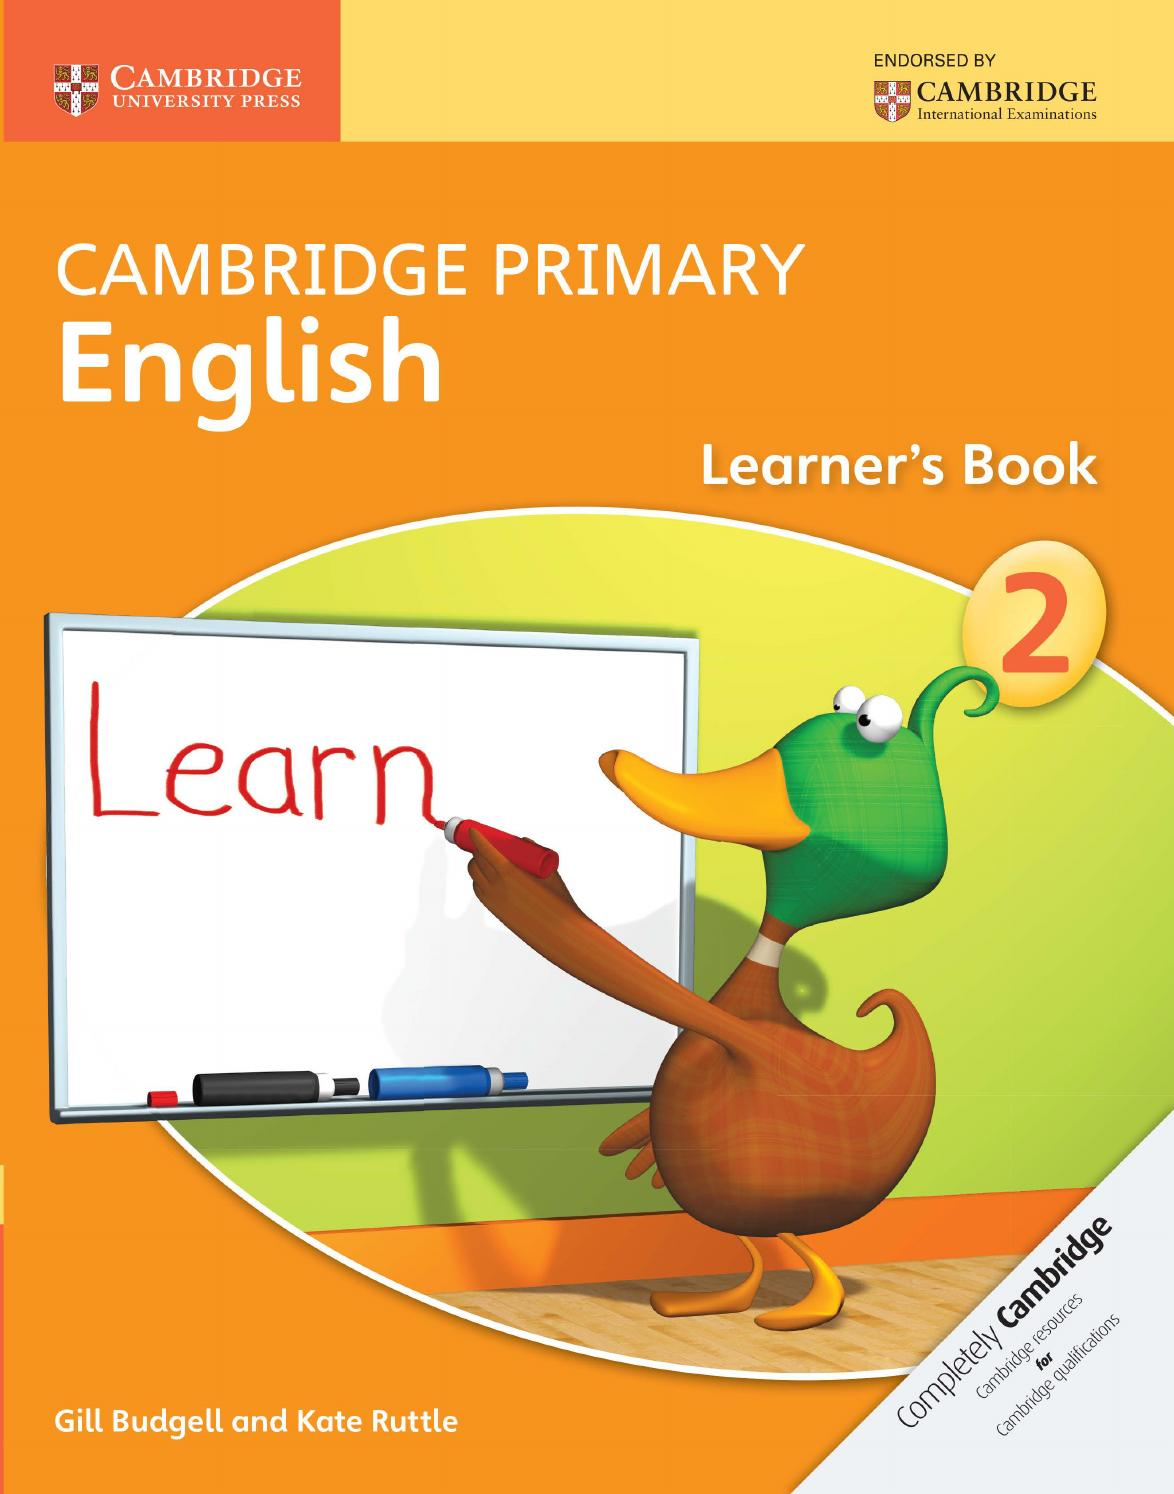 CAMBRIDGE
UNIVERSITY PRESS
ENDORSED BY
CAMBRIDGE
International Examinations
CAMBRIDGE PRIMARY
English
Learner's Book
2
Learn
Completely Cambridge
Cambridge resources
for
Cambridge qualifications
Gill Budgell and Kate Ruttle